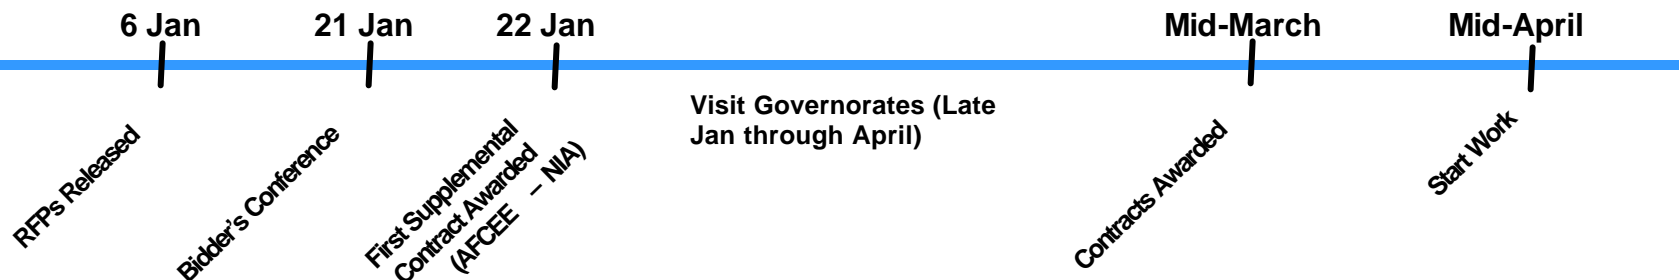 6 Jan
21 Jan
22 Jan
Mid-March
Mid-April
RFPs Released
Bidder’s Conference
First Supplemental
Contract Awarded
(AFCEE – NIA)
Visit Governorates (Late
Jan through April)
Contracts Awarded
Start Work